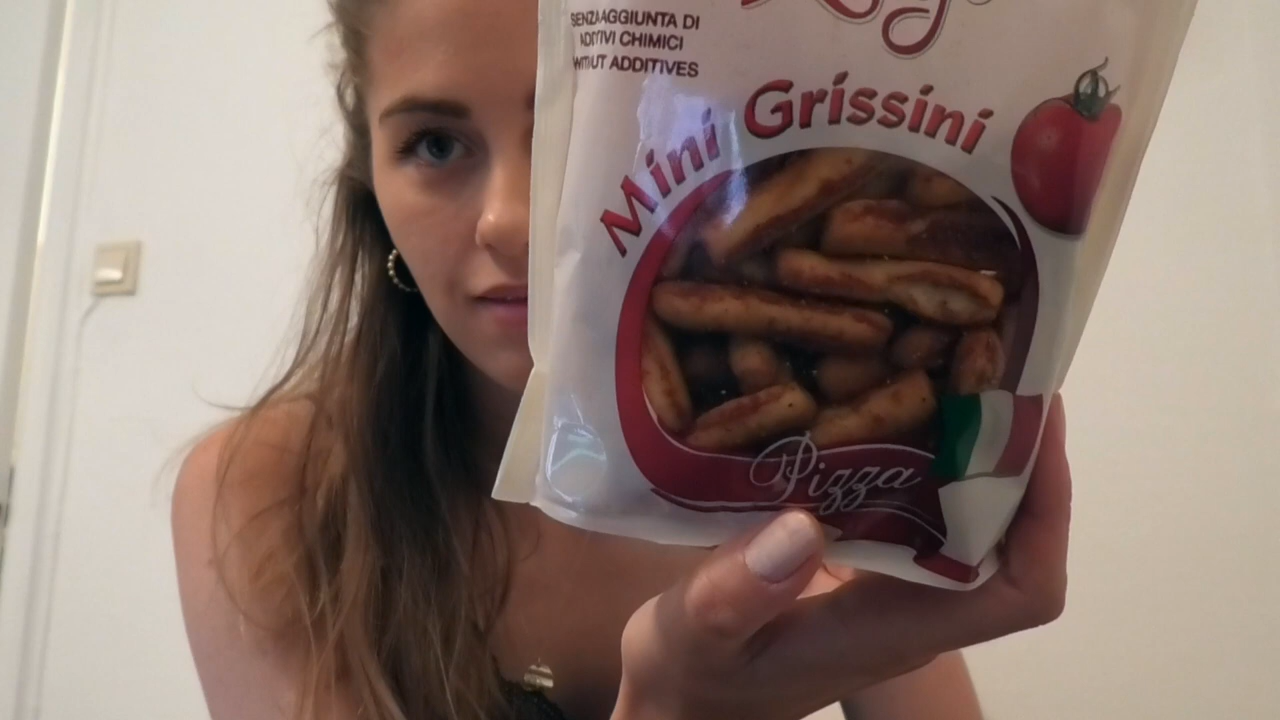 SENZA AGGIUNTA DI
ADDITIVI CHIMICI
WITHOUT ADDITIVES
Mini Grissini
Pizza